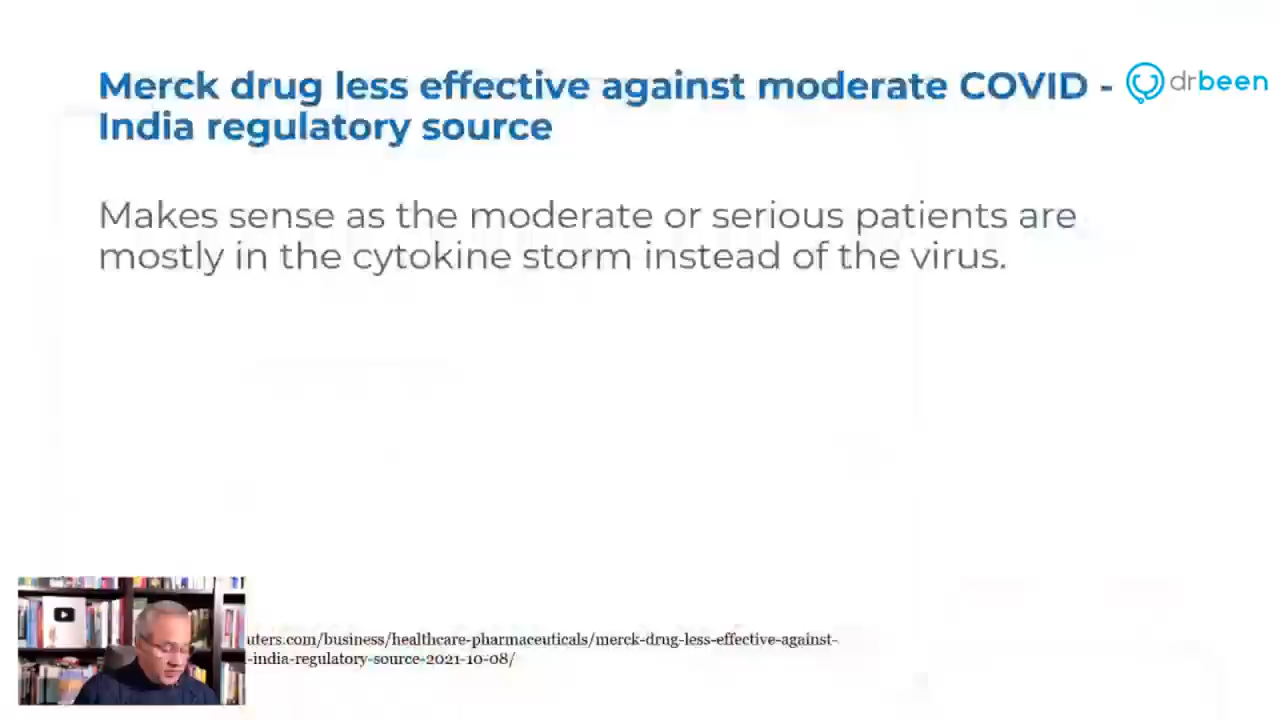 Merck drug less effective against moderate COVID -
India regulatory source
drbeen
Makes sense as the moderate or serious patients are
mostly in the cytokine storm instead of the virus.
uters.com/business/healthcare-pharmaceuticals/merck-drug-less-effective-against-
-india-regulatory-source-2021-10-08/